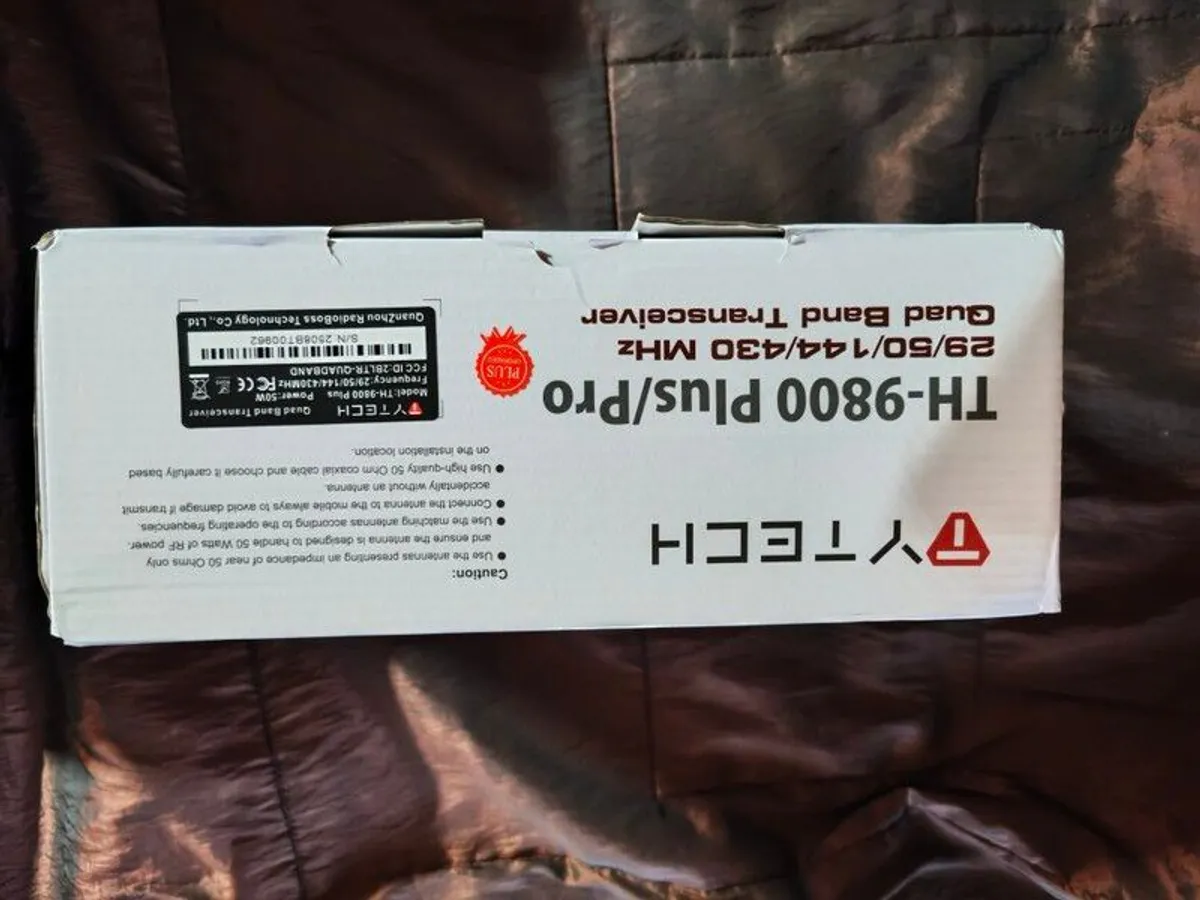 YTECH
TH-9800 Plus/Pro
29/50/144/430 MHz
Quad Band Transceiver
PLUS
Caution:
● Use the antennas presenting an impedance of near 50 Ohms only
and ensure the antenna is designed to handle 50 Watts of RF power.
● Use the matching antennas according to the operating frequencies.
● Connect the antenna to the mobile always to avoid damage if transmit
accidentally without an antenna.
● Use high-quality 50 Ohm coaxial cable and choose it carefully based
on the installation location.
YTECH Quad Band Transceiver
Model:TH-9800 Plus Power:50W
Frequency:29/50/144/430MHz
FCC ID:2BLTR-QUADBAND
FC CE
S/N: 2508BT00962
QuanZhou RadioBoss Technology Co., Ltd.